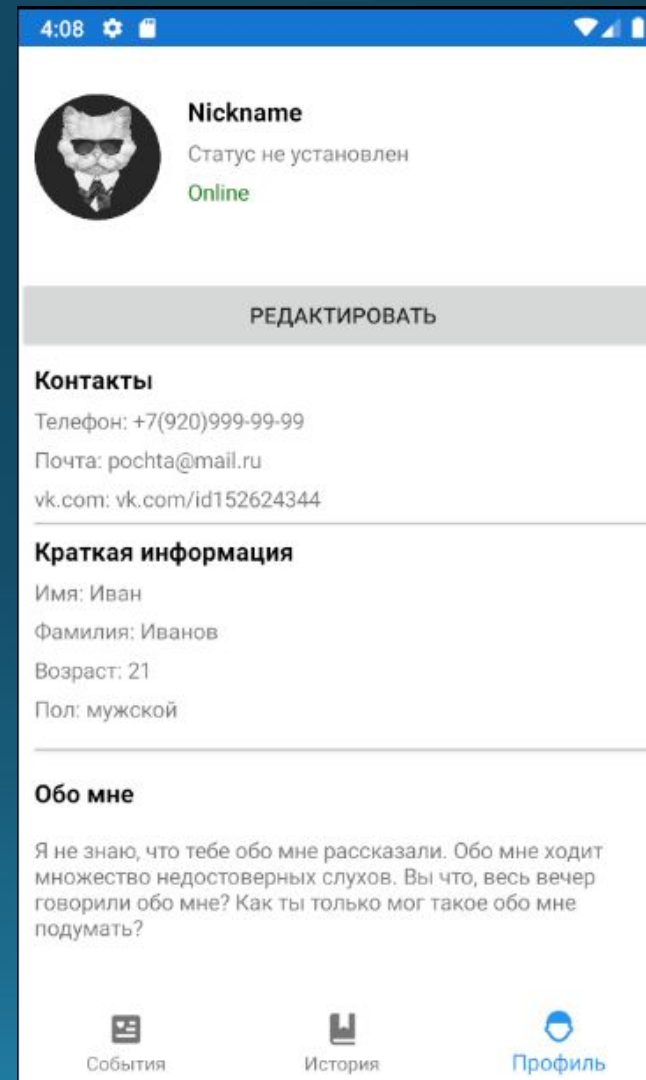 4:08
Nickname
Статус не установлен
Online
РЕДАКТИРОВАТЬ
Контакты
Телефон: +7(920)999-99-99
Почта: pochta@mail.ru
vk.com: vk.com/id152624344
Краткая информация
Имя: Иван
Фамилия: Иванов
Возраст: 21
Пол: мужской
Обо мне
Я не знаю, что тебе обо мне рассказали. Обо мне ходит
множество недостоверных слухов. Вы что, весь вечер
говорили обо мне? Как ты только мог такое обо мне
подумать?
События
История
Профиль